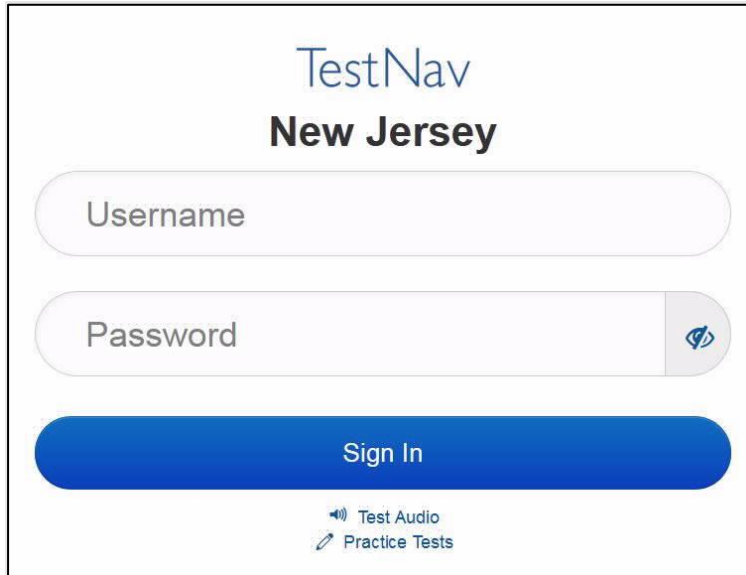 TestNav
New Jersey
Username
Password
Sign In
Test Audio
Practice Tests